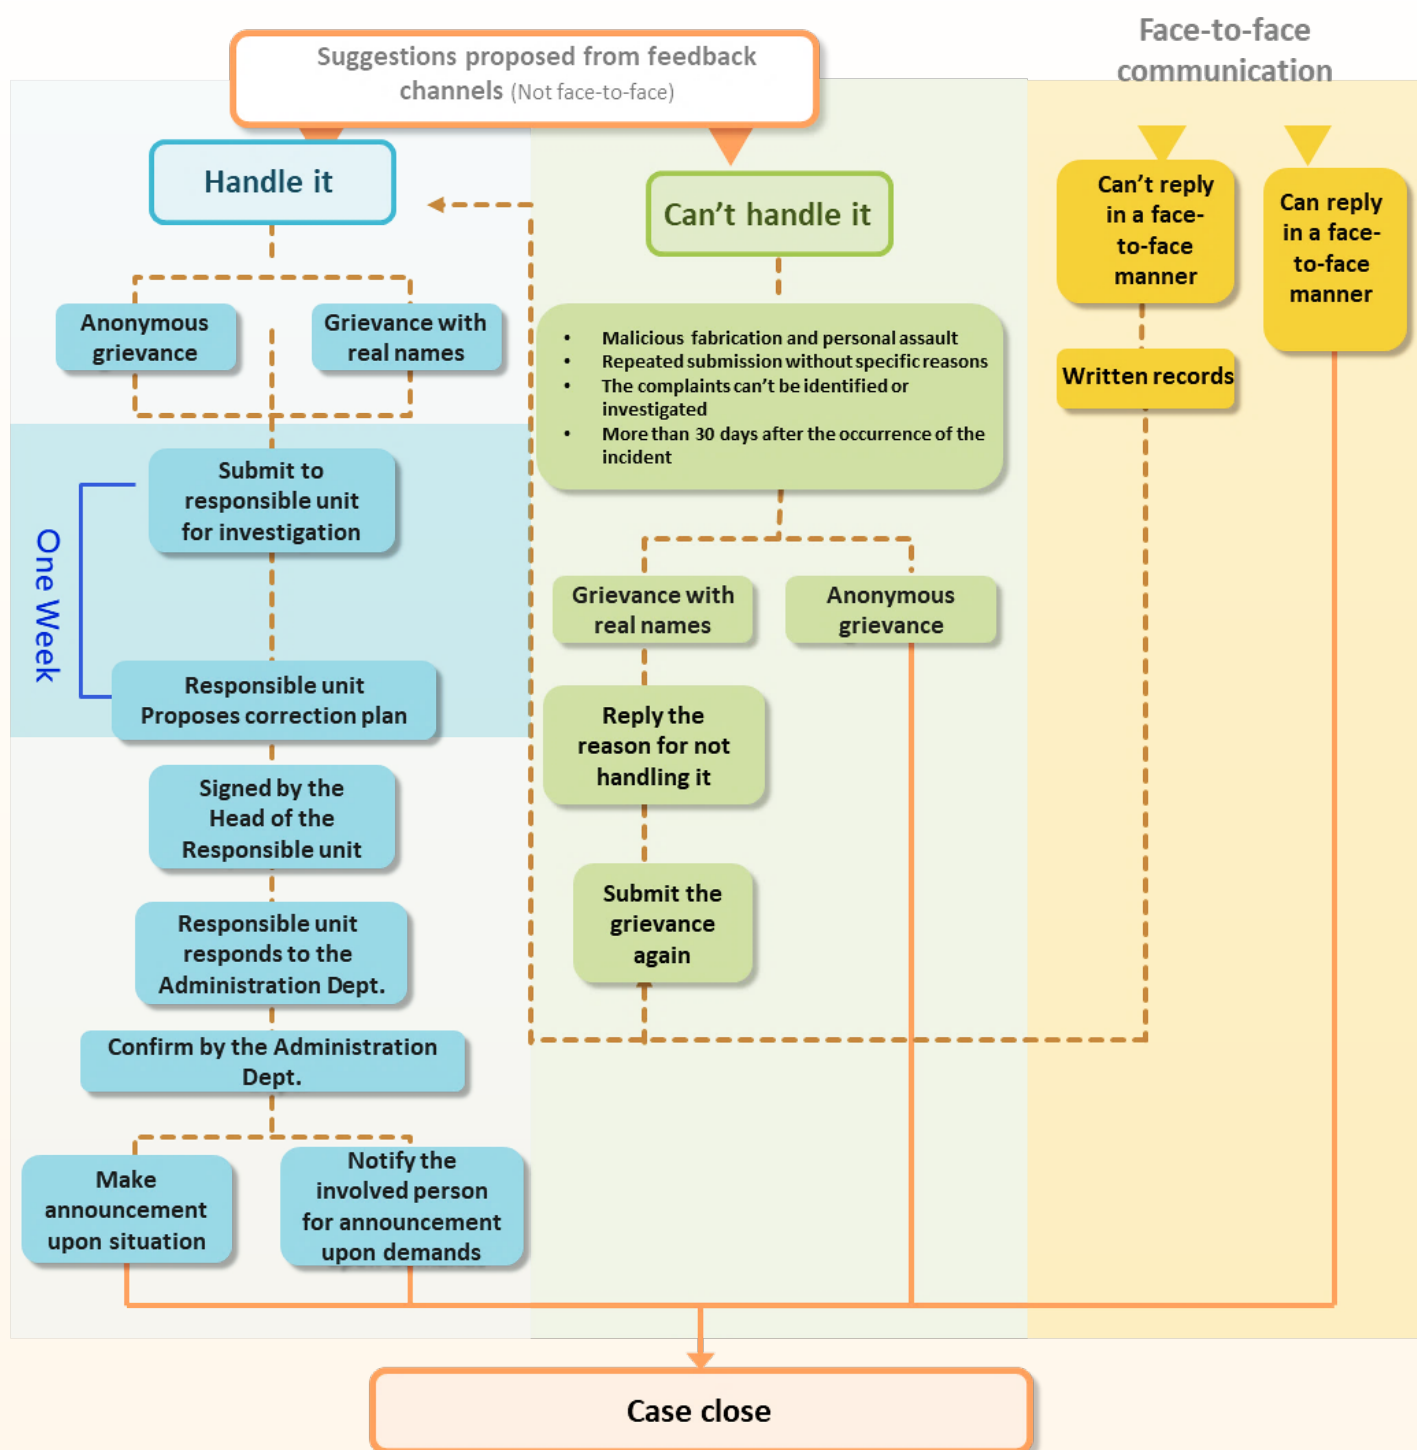 Suggestions proposed from feedback
channels (Not face-to-face)
Face-to-face
communication
Handle it
Can't handle it
Can't reply
in a face-
to-face
manner
Can reply
in a face-
to-face
manner
Anonymous
grievance
Grievance with
real names
• Malicious fabrication and personal assault
• Repeated submission without specific reasons
• The complaints can't be identified or
investigated
• More than 30 days after the occurrence of the
incident
Written records
One Week
Submit to
responsible unit
for investigation
Responsible unit
Proposes correction plan
Signed by the
Head of the
Responsible unit
Responsible unit
responds to the
Administration Dept.
Confirm by the Administration
Dept.
Make
announcement
upon situation
Notify the
involved person
for announcement
upon demands
Grievance with
real names
Anonymous
grievance
Reply the
reason for not
handling it
Submit the
grievance
again
Case close